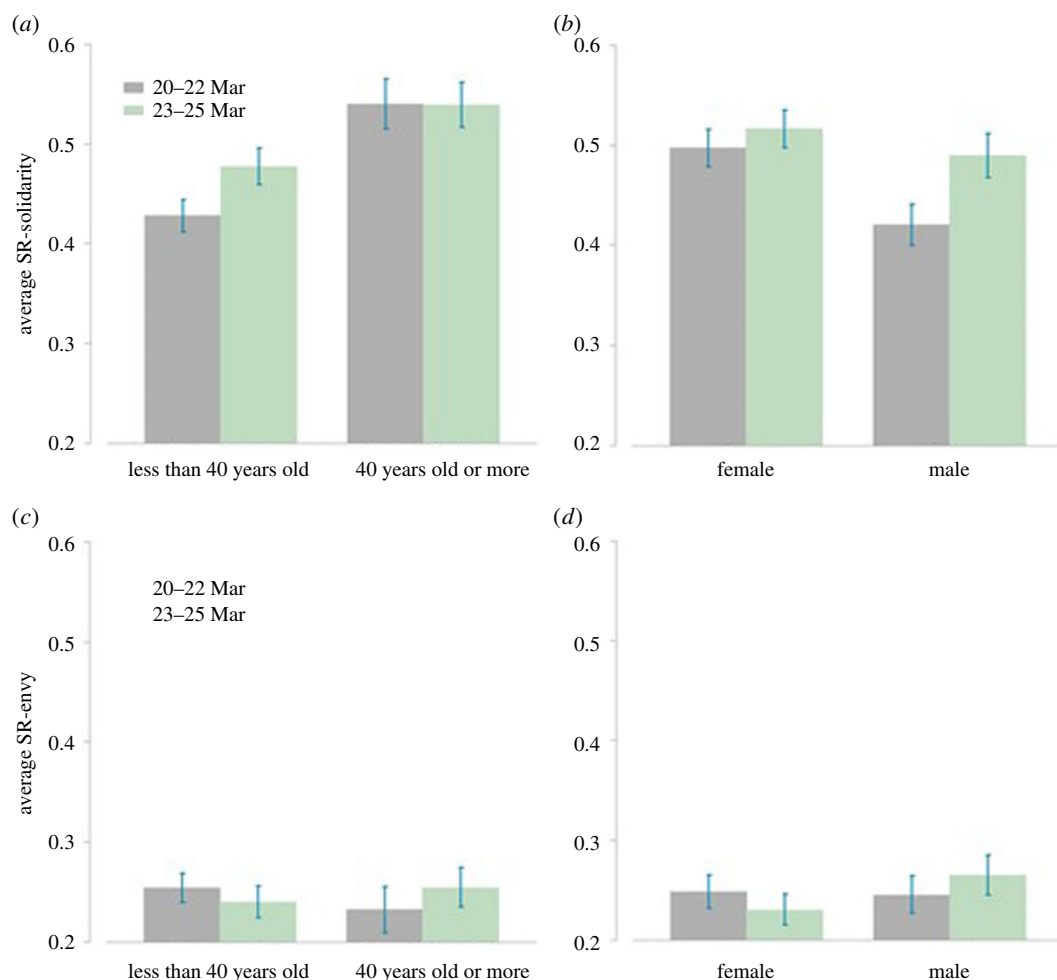 (a)
(b)
0.6
0.5
0.4
0.3
0.2
average SR-solidarity
20–22 Mar
23–25 Mar
less than 40 years old
40 years old or more
0.6
0.5
0.4
0.3
0.2
female
male
(c)
(d)
0.6
0.5
0.4
0.3
0.2
average SR-envy
20–22 Mar
23–25 Mar
less than 40 years old
40 years old or more
0.6
0.5
0.4
0.3
0.2
female
male